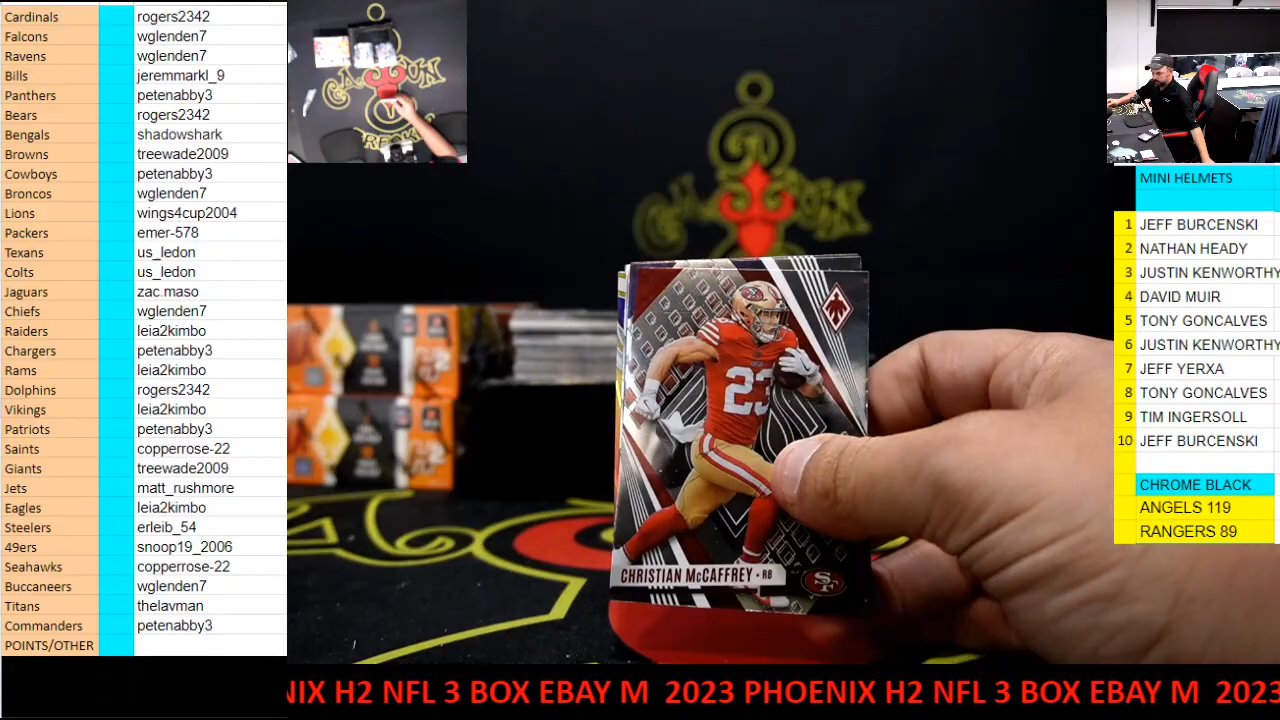 Cardinals rogers2342
Falcons wglenden7
Ravens wglenden7
Bills jeremmarkl_9
Panthers petenabby3
Bears rogers2342
Bengals shadowshark
Browns treewade2009
Cowboys petenabby3
Broncos wglenden7
Lions wings4cup2004
Packers emer-578
Texans us_ledon
Colts us_ledon
Jaguars zac.maso
Chiefs wglenden7
Raiders leia2kimbo
Chargers petenabby3
Rams leia2kimbo
Dolphins rogers2342
Vikings leia2kimbo
Patriots petenabby3
Saints copperrose-22
Giants treewade2009
Jets matt_rushmore
Eagles leia2kimbo
Steelers erleib_54
49ers snoop19_2006
Seahawks copperrose-22
Buccaneers wglenden7
Titans thelavman
Commanders petenabby3
POINTS/OTHER
23
CHRISTIAN McCAFFREY • RB
SF
MINI HELMETS
1 JEFF BURCENSKI
2 NATHAN HEADY
3 JUSTIN KENWORTHY
4 DAVID MUIR
5 TONY GONCALVES
6 JUSTIN KENWORTHY
7 JEFF YERXA
8 TONY GONCALVES
9 TIM INGERSOLL
10 JEFF BURCENSKI
CHROME BLACK
ANGELS 119
RANGERS 89
NIX H2 NFL 3 BOX EBAY M 2023 PHOENIX H2 NFL 3 BOX EBAY M 2023